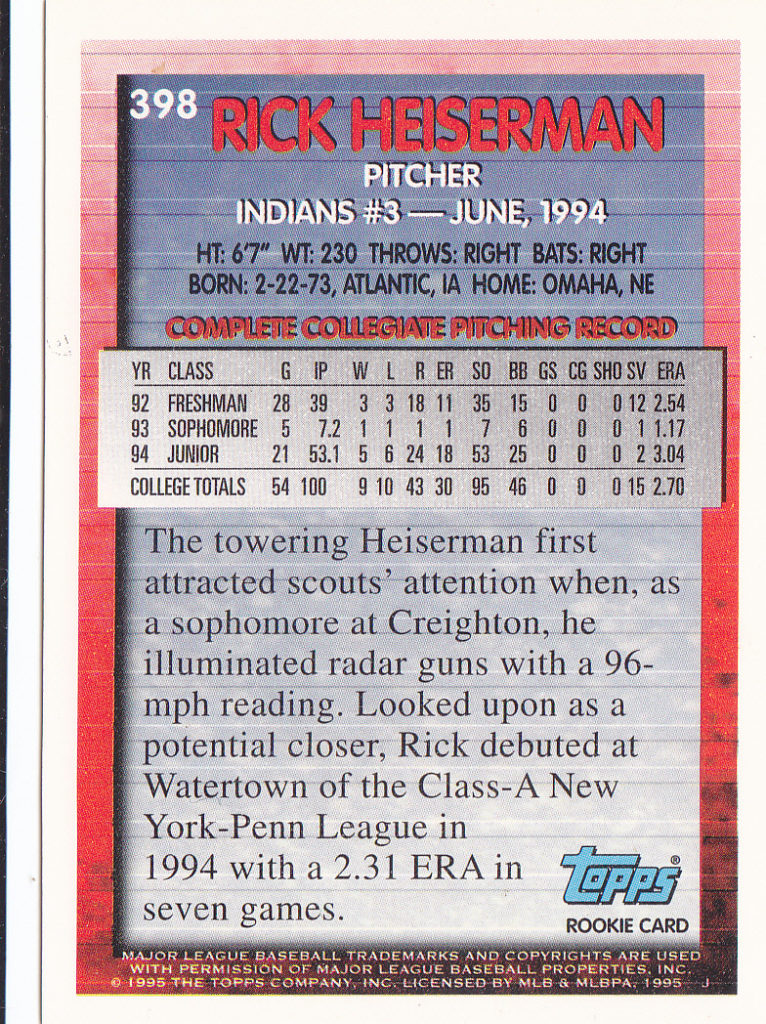 398
RICK HEISERMAN
PITCHER
INDIANS #3 — JUNE, 1994
HT: 6'7" WT: 230 THROWS: RIGHT BATS: RIGHT
BORN: 2-22-73, ATLANTIC, IA HOME: OMAHA, NE
COMPLETE COLLEGIATE PITCHING RECORD
YR CLASS G IP W L R ER SO BB GS CG SHO SV ERA
92 FRESHMAN 28 39 3 3 18 11 35 15 0 0 0 12 2.54
93 SOPHOMORE 5 7.2 1 1 1 1 7 6 0 0 0 1 1.17
94 JUNIOR 21 53.1 5 6 24 18 53 25 0 0 0 2 3.04
COLLEGE TOTALS 54 100 9 10 43 30 95 46 0 0 0 15 2.70
The towering Heiserman first
attracted scouts' attention when, as
a sophomore at Creighton, he
illuminated radar guns with a 96-
mph reading. Looked upon as a
potential closer, Rick debuted at
Watertown of the Class-A New
York-Penn League in
1994 with a 2.31 ERA in
seven games.
Topps®
ROOKIE CARD
MAJOR LEAGUE BASEBALL TRADEMARKS AND COPYRIGHTS ARE USED
WITH PERMISSION OF MAJOR LEAGUE BASEBALL PROPERTIES, INC.
© 1995 THE TOPPS COMPANY, INC. LICENSED BY MLB & MLBPA, 1995 J